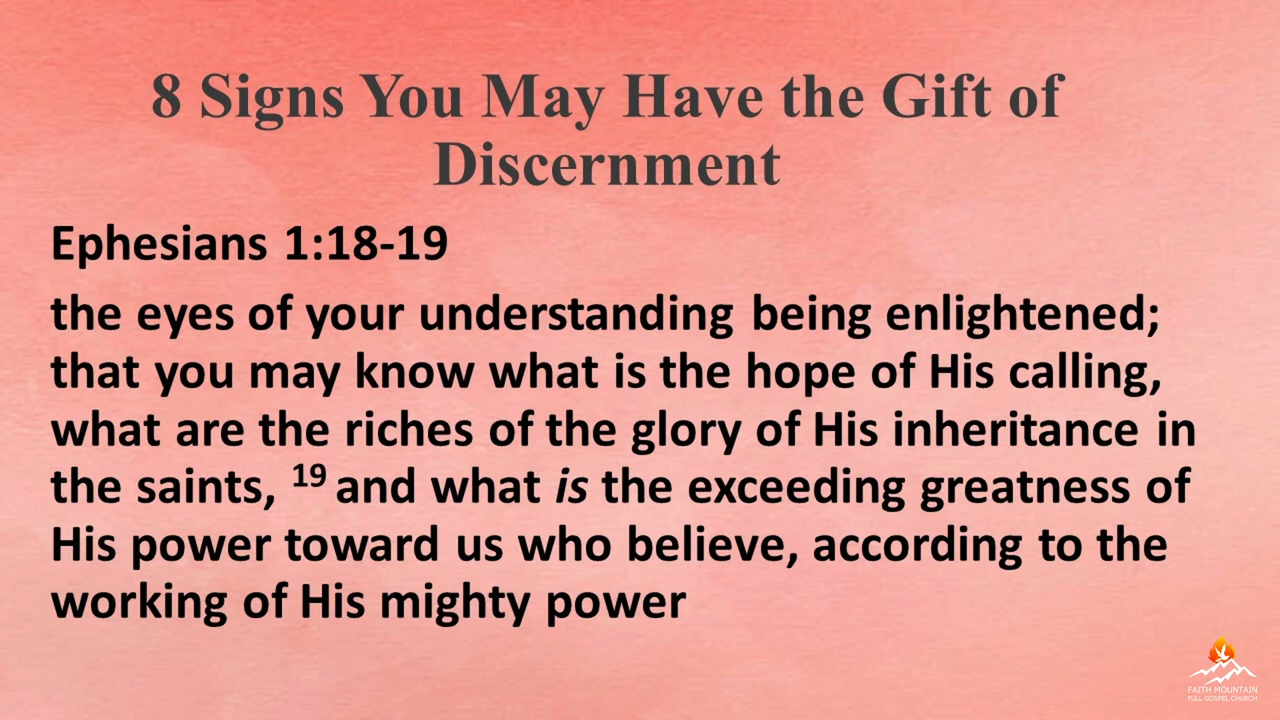 8 Signs You May Have the Gift of
Discernment
Ephesians 1:18-19
the eyes of your understanding being enlightened;
that you may know what is the hope of His calling,
what are the riches of the glory of His inheritance in
the saints, 19 and what is the exceeding greatness of
His power toward us who believe, according to the
working of His mighty power
FAITH MOUNTAIN
FULL GOSPEL CHURCH